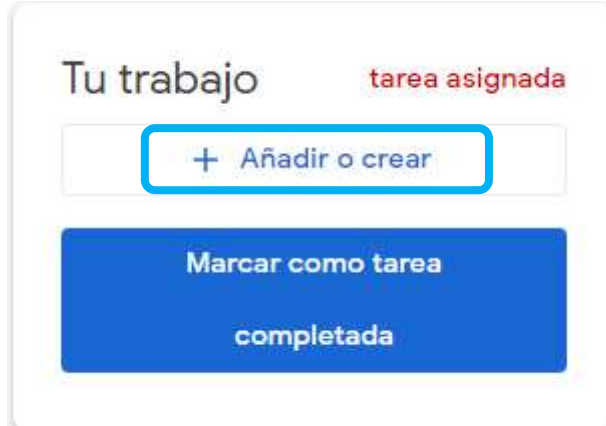 Tu trabajo
tarea asignada
+ Añadir o crear
Marcar como tarea
completada